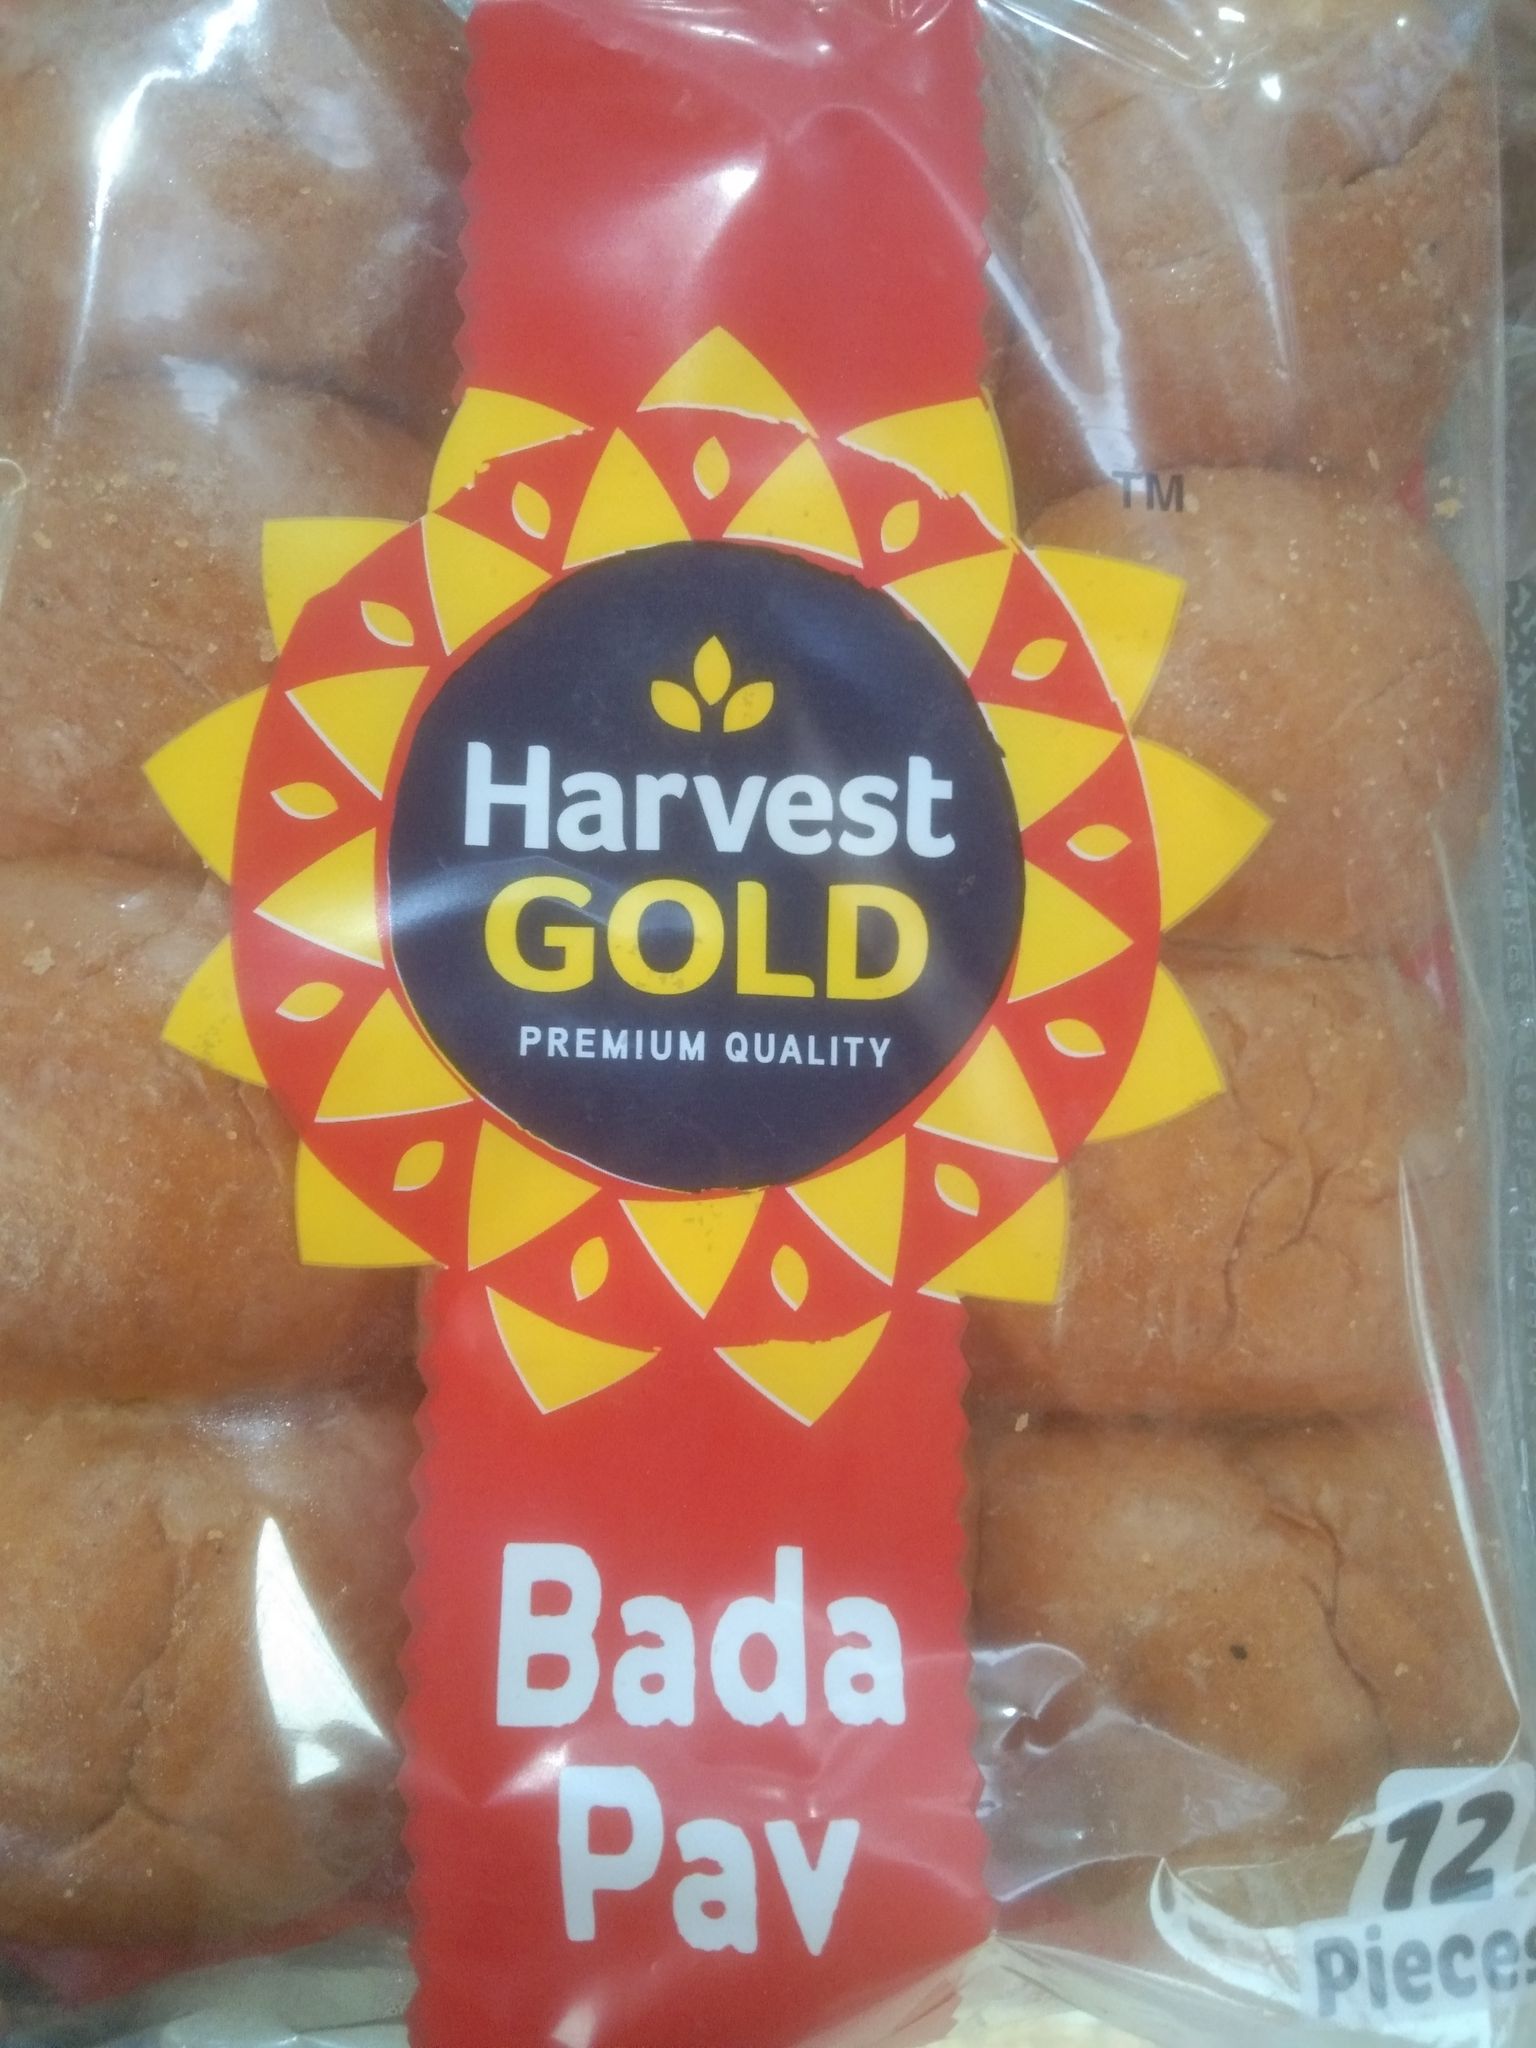 TM
Harvest
GOLD
PREMIUM QUALITY
Bada
Pav
12
Pieces